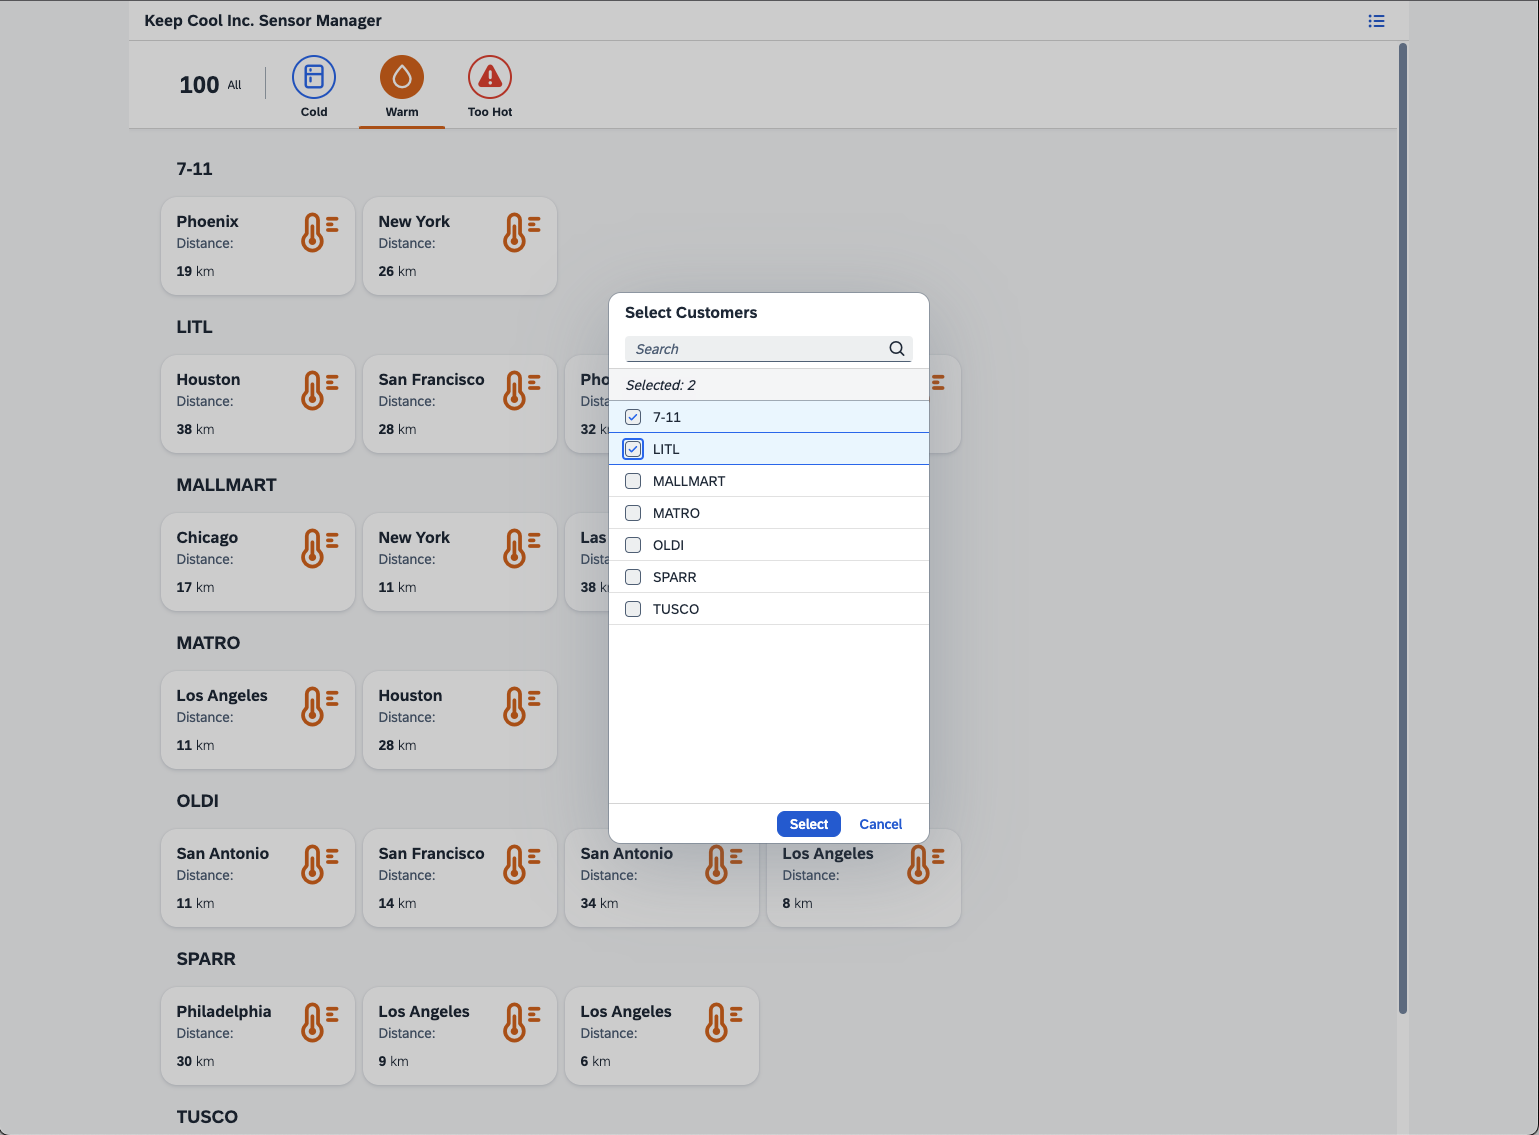 Keep Cool Inc. Sensor Manager
100 All
Cold
Warm
Too Hot
7-11
Phoenix
Distance:
19 km
New York
Distance:
26 km
LITL
Houston
Distance:
38 km
San Francisco
Distance:
28 km
32
MALLMART
Chicago
Distance:
17 km
New York
Distance:
11 km
Las
38
MATRO
Los Angeles
Distance:
11 km
Houston
Distance:
28 km
OLDI
San Antonio
Distance:
11 km
San Francisco
Distance:
14 km
San Antonio
Distance:
34 km
Los Angeles
Distance:
8 km
SPARR
Philadelphia
Distance:
30 km
Los Angeles
Distance:
9 km
Los Angeles
Distance:
6 km
TUSCO
Select Customers
Search
Selected: 2
7-11
LITL
MALLMART
MATRO
OLDI
SPARR
TUSCO
Select
Cancel